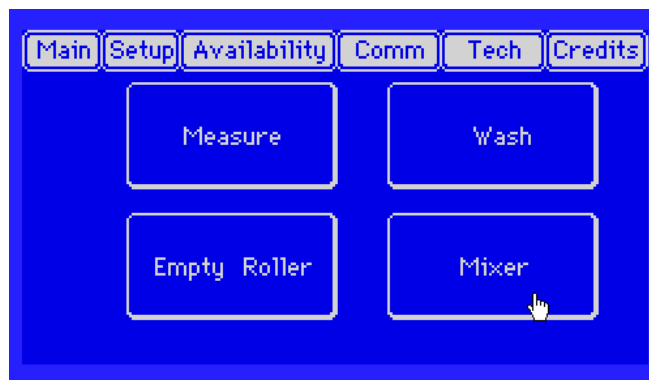 Main Setup Availability Comm Tech Credits
Measure Wash
Empty Roller Mixer